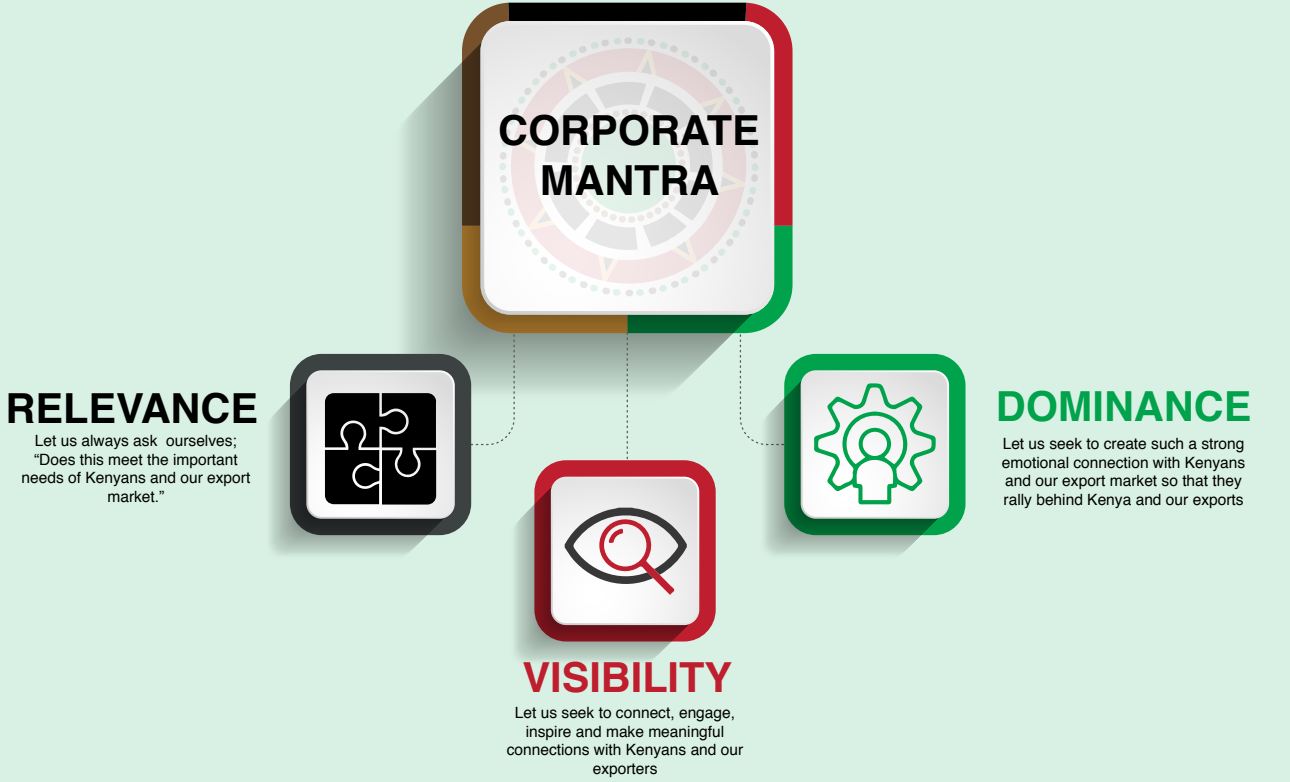 CORPORATE
MANTRA
RELEVANCE
Let us always ask  ourselves;
“Does this meet the important
needs of Kenyans and our export
market.”
VISIBILITY
Let us seek to connect, engage,
inspire and make meaningful
connections with Kenyans and our
exporters
DOMINANCE
Let us seek to create such a strong
emotional connection with Kenyans
and our export market so that they
rally behind Kenya and our exports